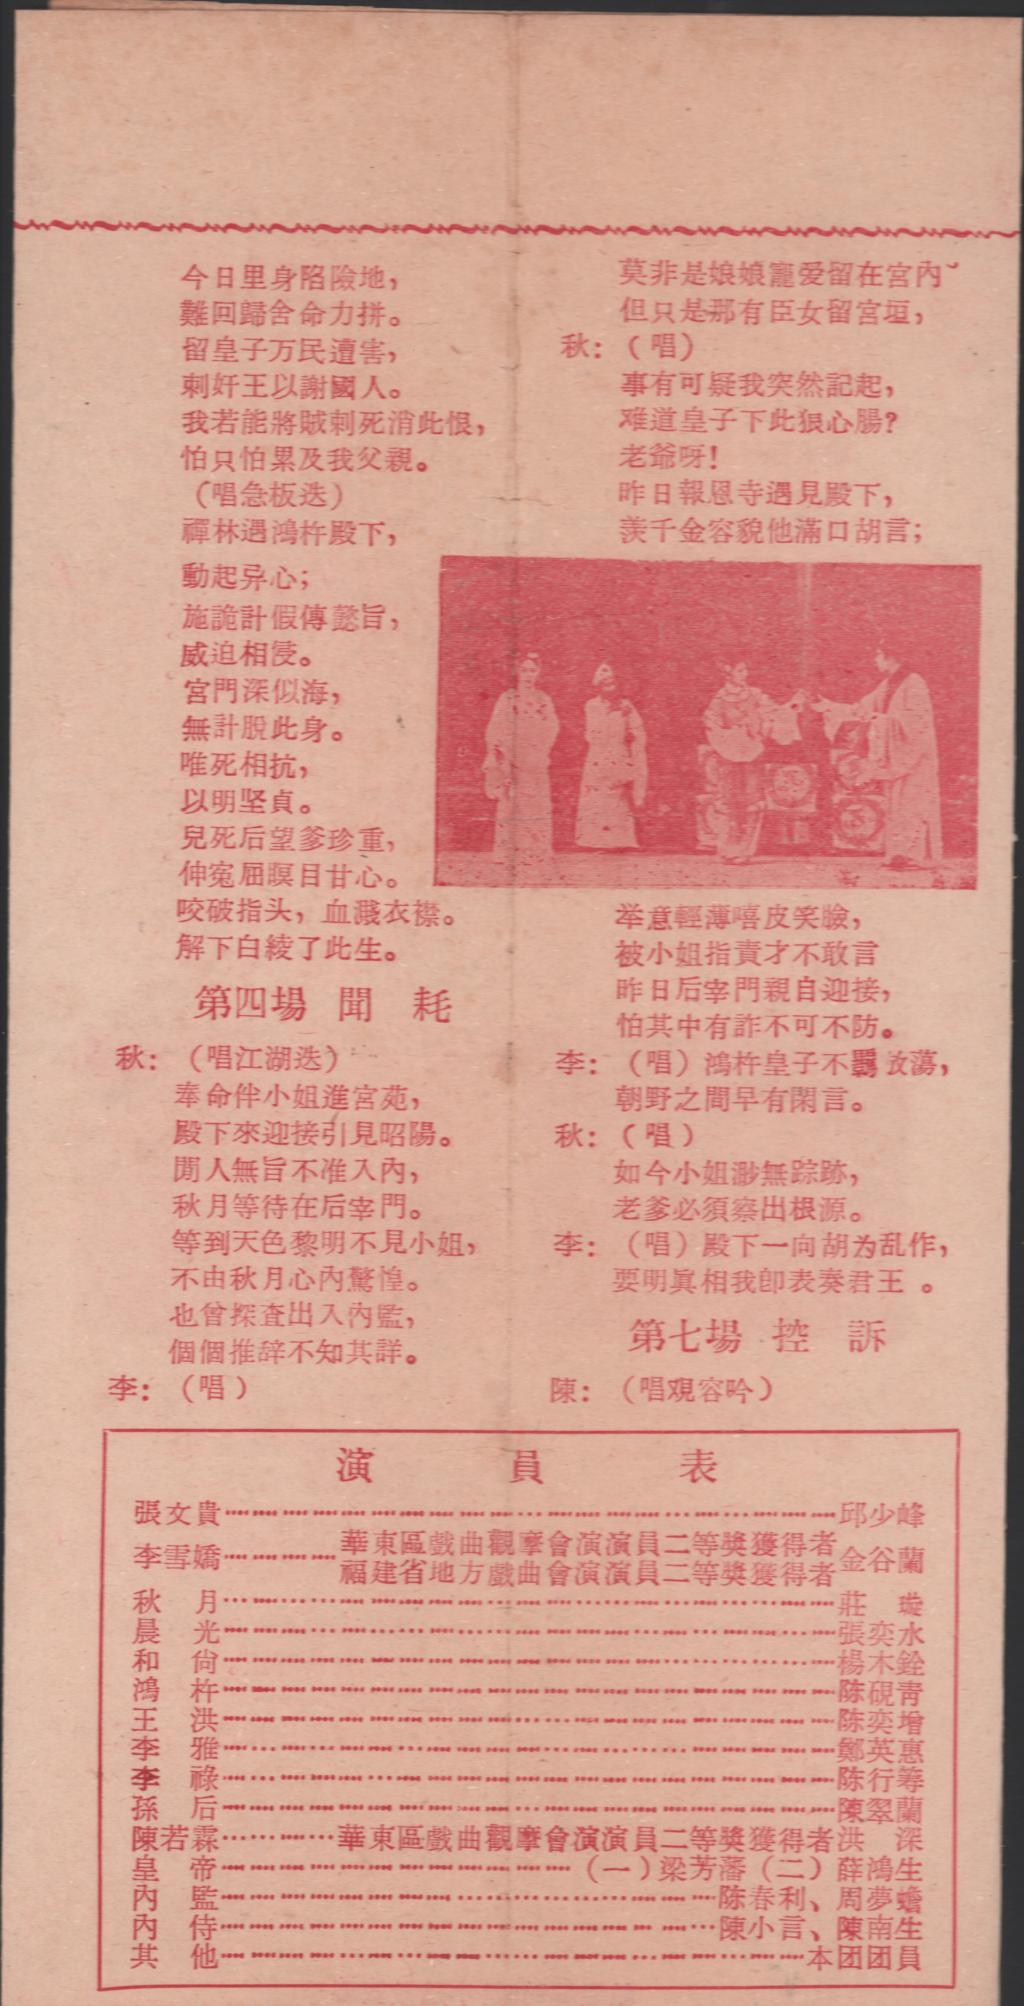 今日里身陷險地，
難回歸舍命力拼。
留皇子万民遭害，
刺奸王以謝國人。
我若能將賊刺死消此恨，
怕只怕累及我父親。
（唱急板迭）
禪林遇鴻杵殿下，
動起异心；
施詭計假傳懿旨，
威迫相侵。
宮門深似海，
無計脫此身。
唯死相抗，
以明坚貞。
兒死后望爹珍重，
伸寃屈瞑目甘心。
咬破指头，血濺衣襟。
解下白綾了此生。
第四場 聞 耗
秋：（唱江湖迭）
奉命伴小姐進宮苑，
殿下來迎接引見昭陽。
閒人無旨不准入內，
秋月等待在后宰門。
等到天色黎明不見小姐，
不由秋月心內驚惶。
也曾探查出入內監，
個個推辞不知其詳。
李：（唱）
莫非是娘娘寵爱留在宮內
但只是那有臣女留宮垣，
秋：（唱）
事有可疑我突然記起，
难道皇子下此狠心腸？
老爺呀！
昨日報恩寺遇見殿下，
羨千金容貌他滿口胡言；
举意輕薄嘻皮笑臉，
被小姐指責才不敢言
昨日后宰門親自迎接，
怕其中有詐不可不防。
李：（唱）鴻杵皇子不羈放蕩，
朝野之間早有閑言。
秋：（唱）
如今小姐渺無踪跡，
老爹必須察出根源。
李：（唱）殿下一向胡为乱作，
要明眞相我卽表奏君王。
第七場 控 訴
陳：（唱观容吟）
演 員 表
張文貴……邱少峰
李雪嬌……華東區戲曲觀摩會演演員二等獎獲得者
福建省地方戲曲會演演員二等獎獲得者 金谷蘭
秋 月……莊 璇
晨 光……張奕水
和 尙……楊木銓
鴻 杵……陈硯青
王 洪……陈奕增
李 雅……鄭英惠
李 祿……陈行筹
孫 后……陳翠蘭
陳若霖……華東區戲曲觀摩會演演員二等獎獲得者洪 深
皇 帝……（一）梁芳藩（二）薛鴻生
內 監……陈春利、周夢蟾
內 侍……陳小言、陳南生
其 他……本团团員